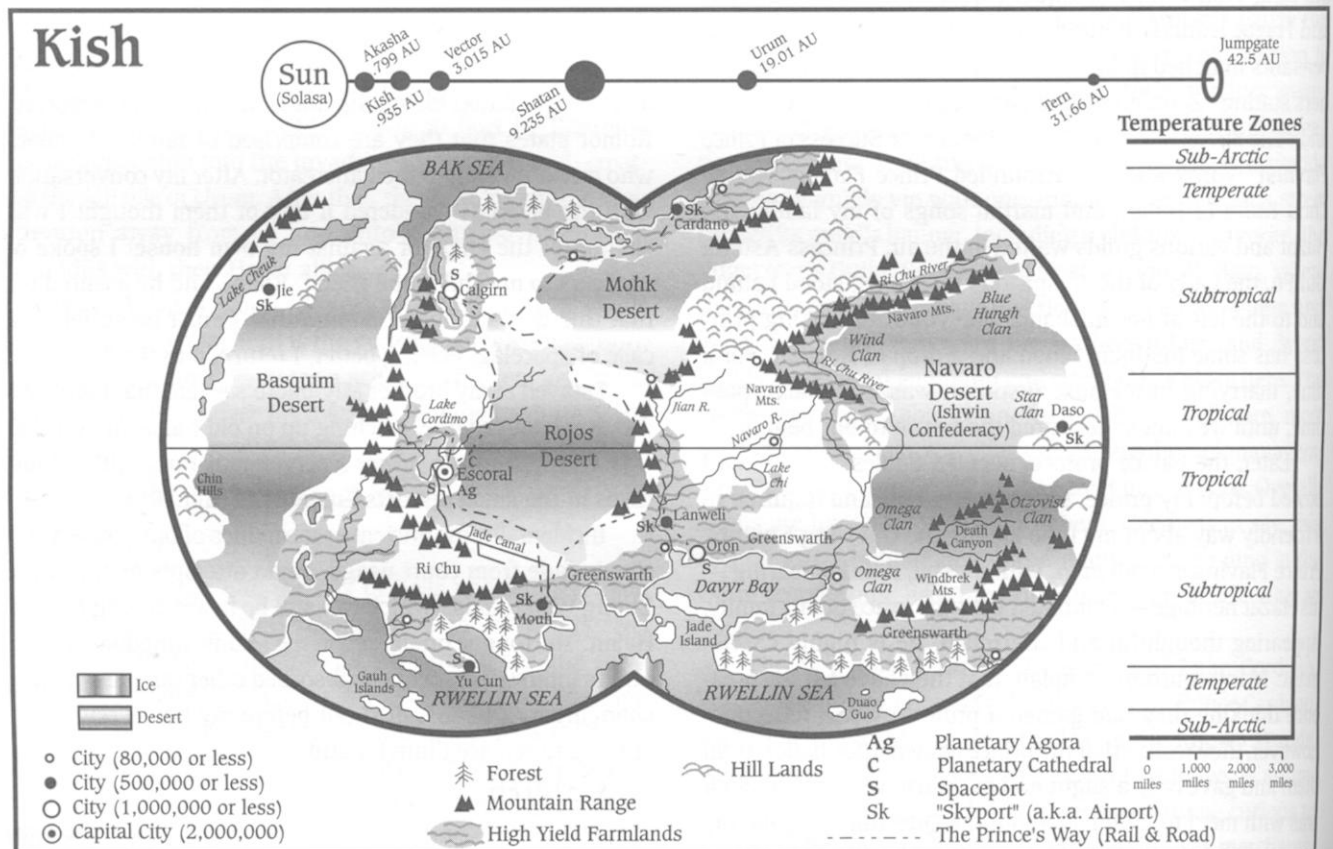 Kish
Sun
(Solasa)
Akasha
.799 AU
Kish
.935 AU
Vector
3.015 AU
Shatan
9.235 AU
Urum
19.01 AU
Tern
31.66 AU
Jumpgate
42.5 AU
Temperature Zones
Sub-Arctic
Temperate
Subtropical
Tropical
Tropical
Subtropical
Temperate
Sub-Arctic
BAK SEA
Lake Cheuk
Jie
Sk
S
Calgirn
Sk
Cardano
Mohk
Desert
Ri Chu River
Navaro Mts.
Blue
Hungh
Clan
Wind
Clan
Ri Chu River
Basquim
Desert
Navaro
Mts.
Jian R.
Navaro
Desert
(Ishwin
Confederacy)
Star
Clan
Daso
Sk
Lake
Cordimo
Rojos
Desert
Navaro R.
Lake
Chi
C
Escoral
S
Ag
Chin
Hills
Omega
Clan
Otzovist
Clan
Death
Canyon
Lanweli
Sk
Oron
S
Greenswarth
Jade Canal
Ri Chu
Greenswarth
Davyr Bay
Omega
Clan
Windbrek
Mts.
Sk
Mouh
Jade
Island
Greenswarth
S
Yu Cun
Gauh
Islands
RWELLIN SEA
RWELLIN SEA
Duao
Guo
Ice
Desert
City (80,000 or less)
City (500,000 or less)
City (1,000,000 or less)
Capital City (2,000,000)
Forest
Mountain Range
High Yield Farmlands
Hill Lands
Ag Planetary Agora
C Planetary Cathedral
S Spaceport
Sk "Skyport" (a.k.a. Airport)
The Prince's Way (Rail & Road)
0 1,000 2,000 3,000
miles miles miles miles